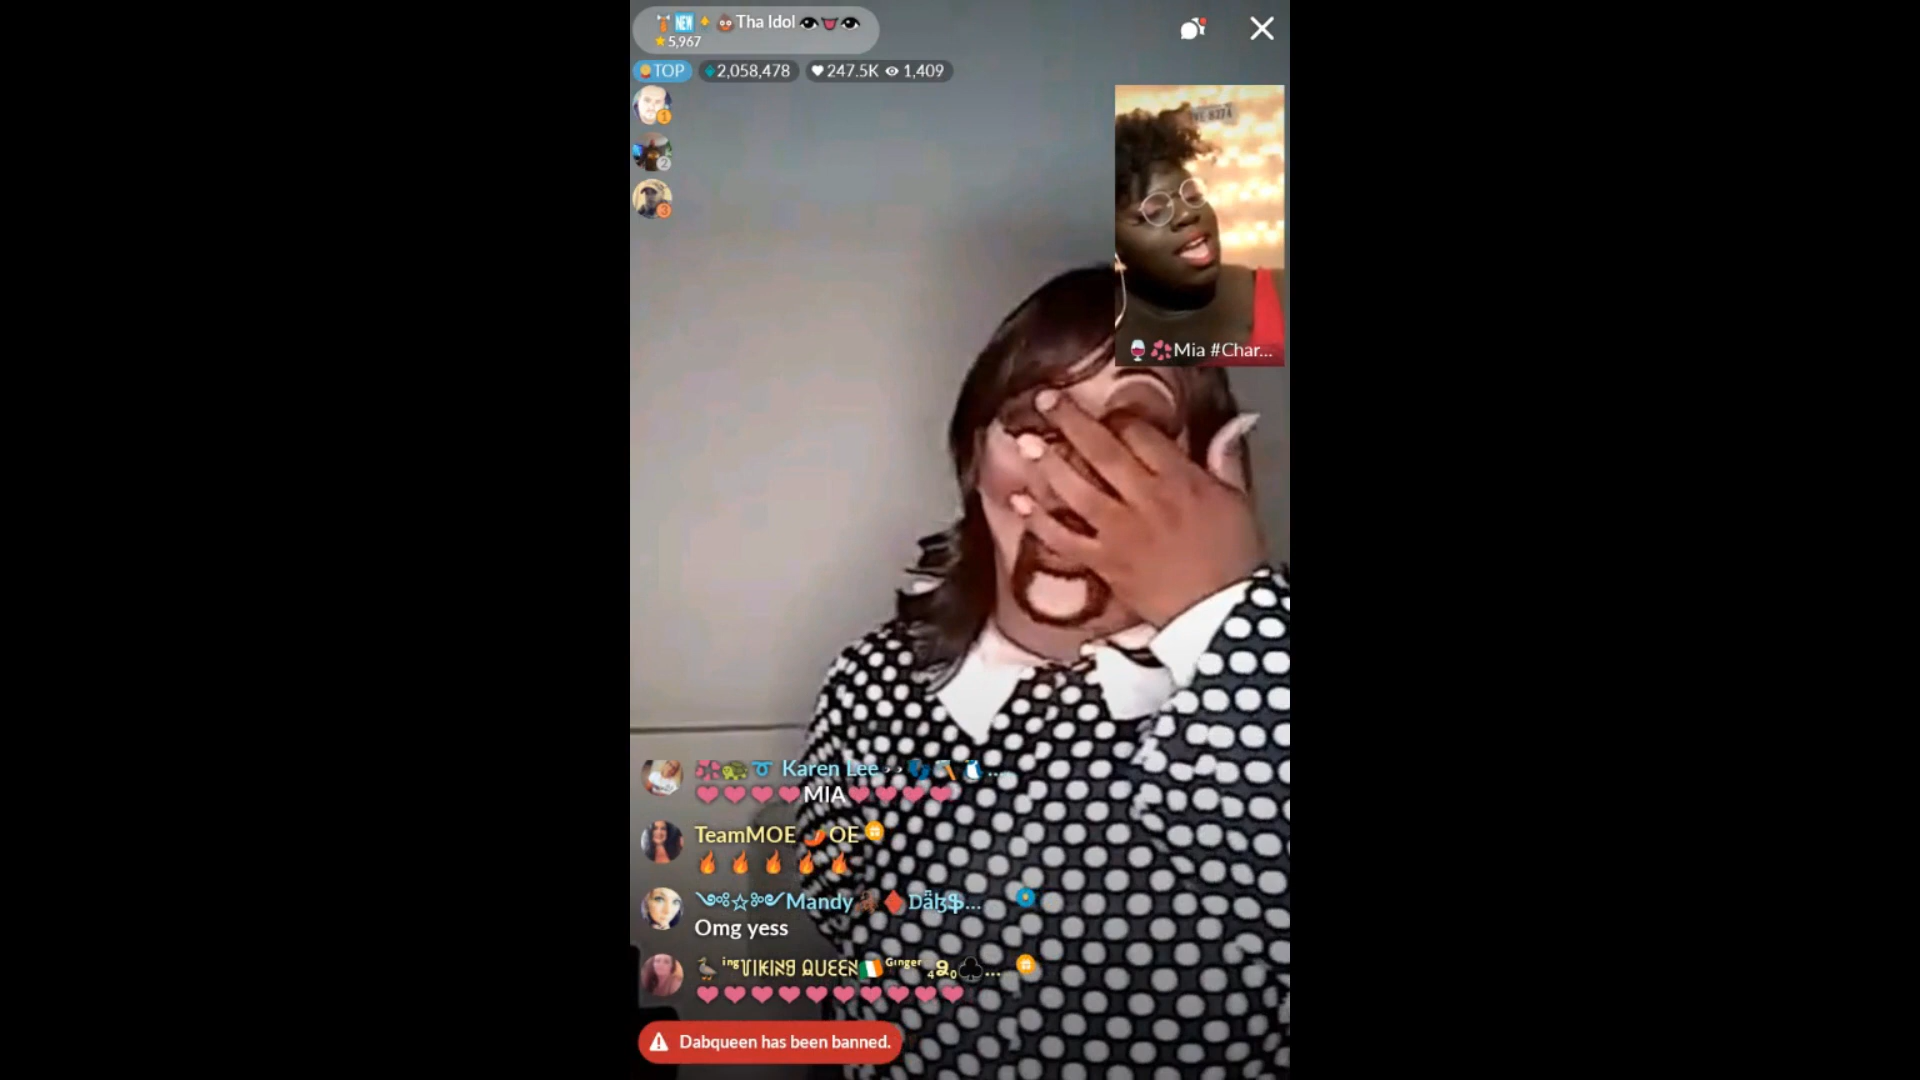 Tha Idol
5,967
TOP 2,058,478 247.5K 1,409
Mia #Char...
Karen Lee
MIA
TeamMOE OE
Mandy
Omg yess
QUEEN Ginger
Dabqueen has been banned.